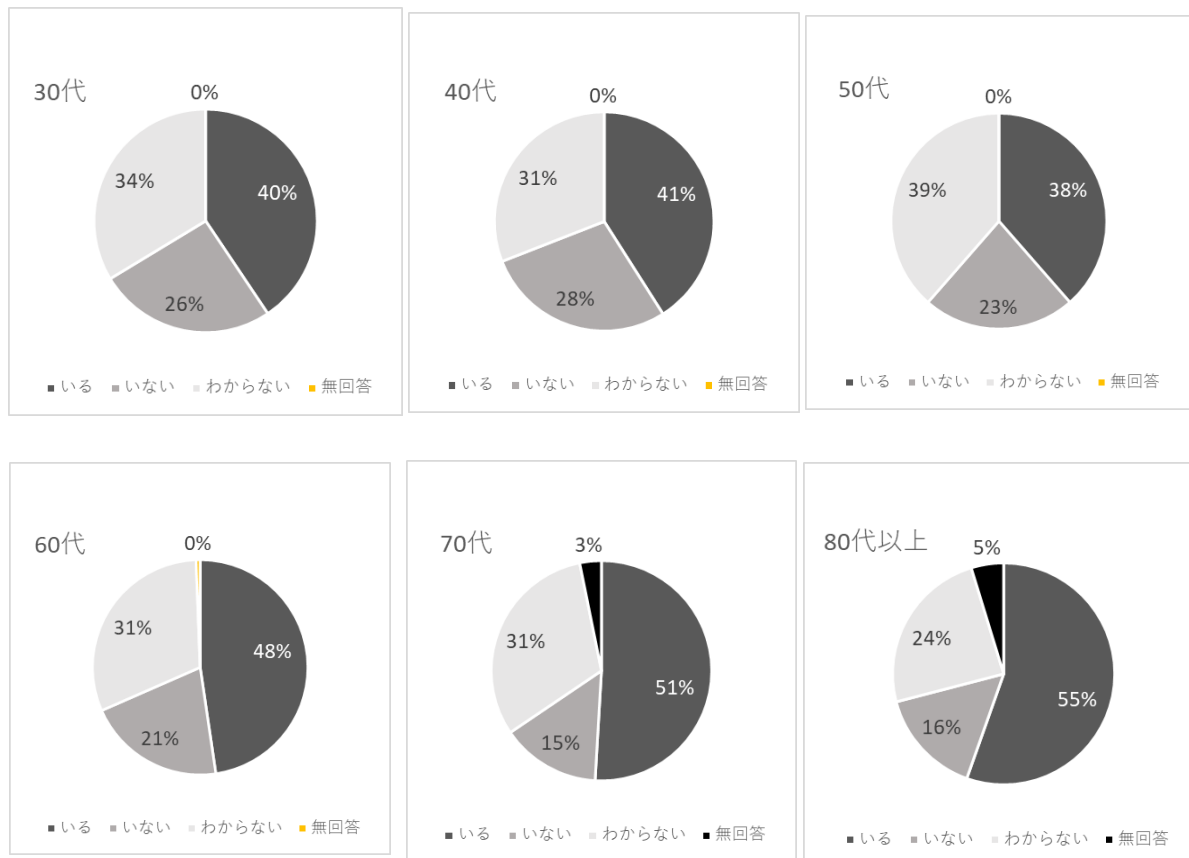 30代
0%
34%
40%
26%
いる いない わからない 無回答
40代
0%
31%
41%
28%
いる いない わからない 無回答
50代
0%
39%
38%
23%
いる いない わからない 無回答
60代
0%
31%
48%
21%
いる いない わからない 無回答
70代
3%
31%
51%
15%
いる いない わからない 無回答
80代以上
5%
24%
55%
16%
いる いない わからない 無回答